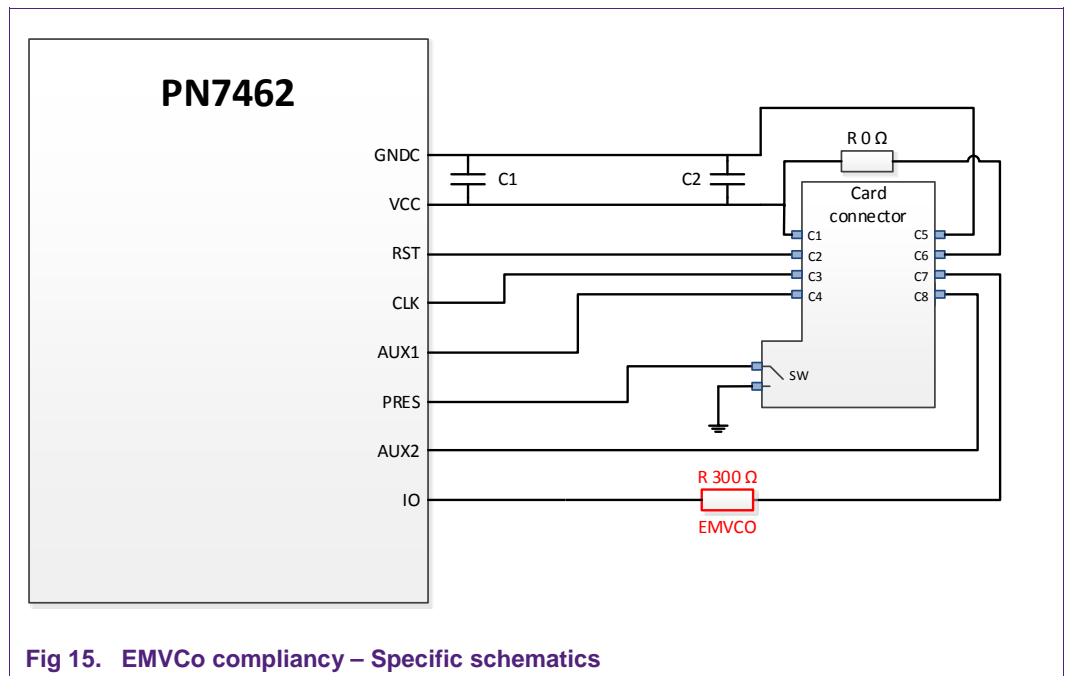 PN7462
GNDC
VCC
RST
CLK
AUX1
PRES
AUX2
IO
C1
C2
R 0 Ω
Card
connector
C1
C2
C3
C4
C5
C6
C7
C8
SW
R 300 Ω
EMVCO
Fig 15. EMVCo compliancy – Specific schematics